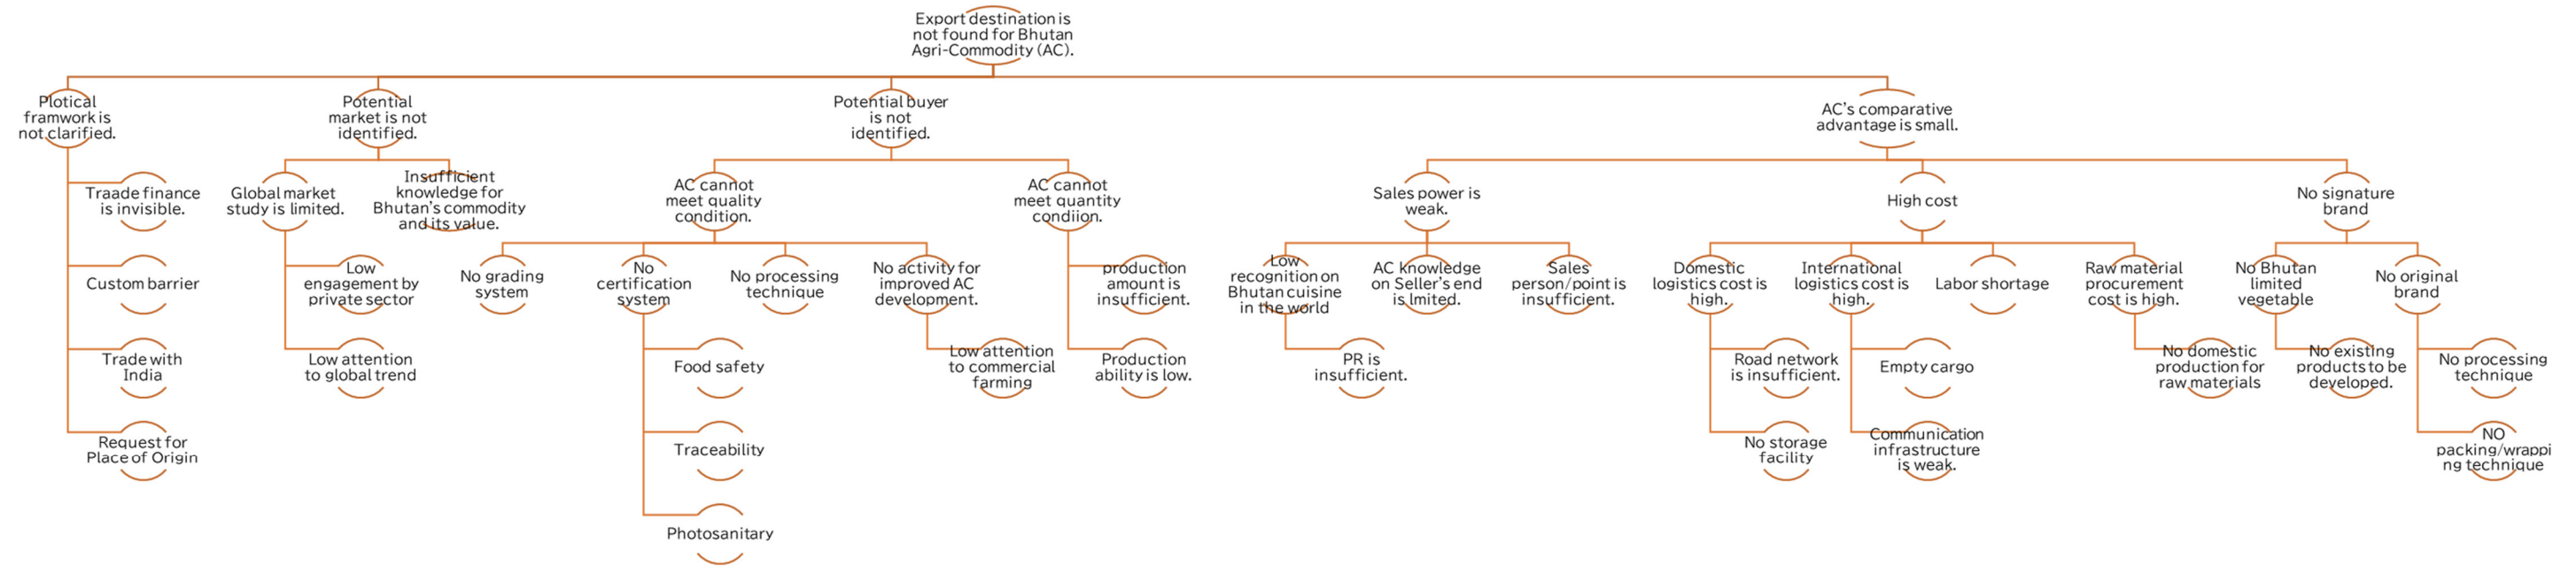 Export destination is
not found for Bhutan
Agri-Commodity (AC).
Plotical
framwork is
not clarified.
Potential
market is not
identified.
Potential buyer
is not
identified.
AC's comparative
advantage is small.
Traade finance
is invisible.
Global market
study is limited.
Insufficient
knowledge for
Bhutan's commodity
and its value.
AC cannot
meet quality
condition.
AC cannot
meet quantity
condiion.
Sales power is
weak.
High cost
No signature
brand
Custom barrier
Low
engagement by
private sector
No grading
system
No
certification
system
No processing
technique
No activity for
improved AC
development.
production
amount is
insufficient.
Low
recognition on
Bhutan cuisine
in the world
AC knowledge
on Seller's end
is lmited.
Sales
person/point is
insufficient.
Domestic
logistics cost is
high.
International
logistics cost is
high.
Labor shortage
Raw material
procurement
cost is high.
No Bhutan
limited
vegetable
No original
brand
Trade with
India
Low attention
to global trend
Food safety
Low attention
to commercial
farming
Production
ability is low.
PR is
insufficient.
Road network
is insufficient.
Empty cargo
No domestic
production for
raw materials
No existing
products to be
developed.
No processing
technique
Request for
Place of Origin
Traceability
No storage
facility
Communication
infrastructure
is weak.
NO
packing/wrappi
ng technique
Photosanitary